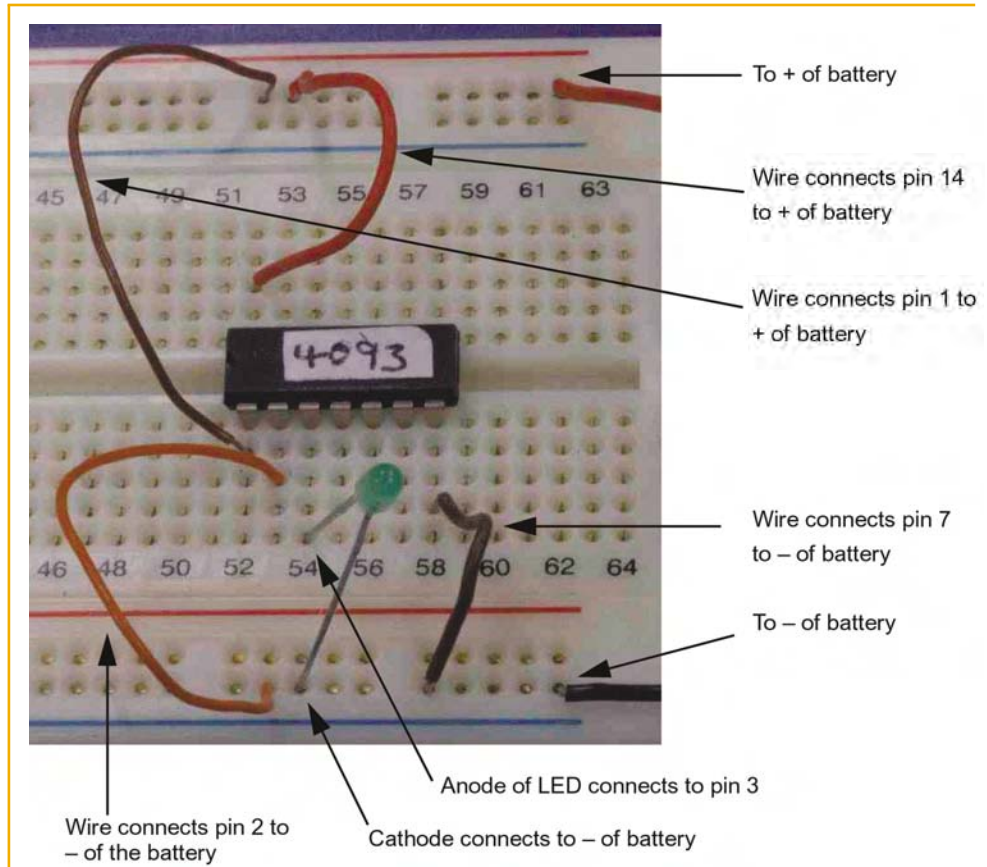 To + of battery
45 47 49 51 53 55 57 59 61 63
Wire connects pin 14
to + of battery
Wire connects pin 1 to
+ of battery
4093
46 48 50 52 54 56 58 60 62 64
Wire connects pin 7
to – of battery
To – of battery
Anode of LED connects to pin 3
Wire connects pin 2 to
– of the battery
Cathode connects to – of battery